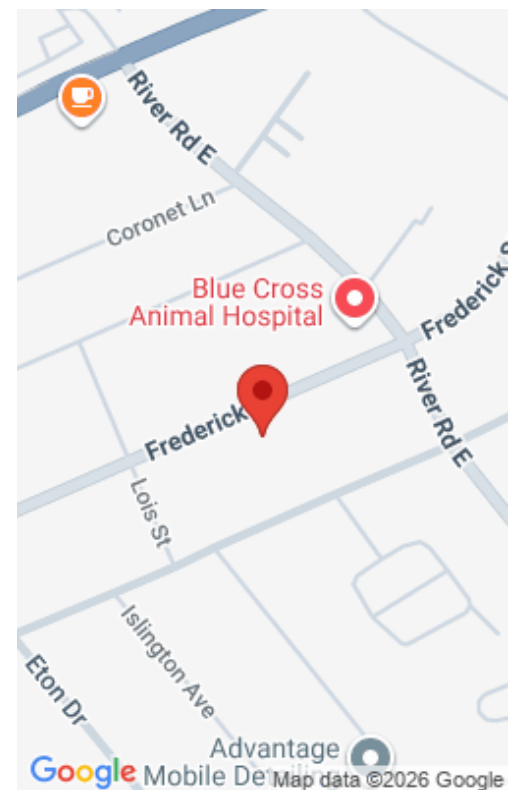 River Rd E
Coronet Ln
Blue Cross
Animal Hospital
Frederick S
Frederick
River Rd E
Lois St
Islington Ave
Eton Dr
Advantage
Mobile
Google
Map data ©2026 Google